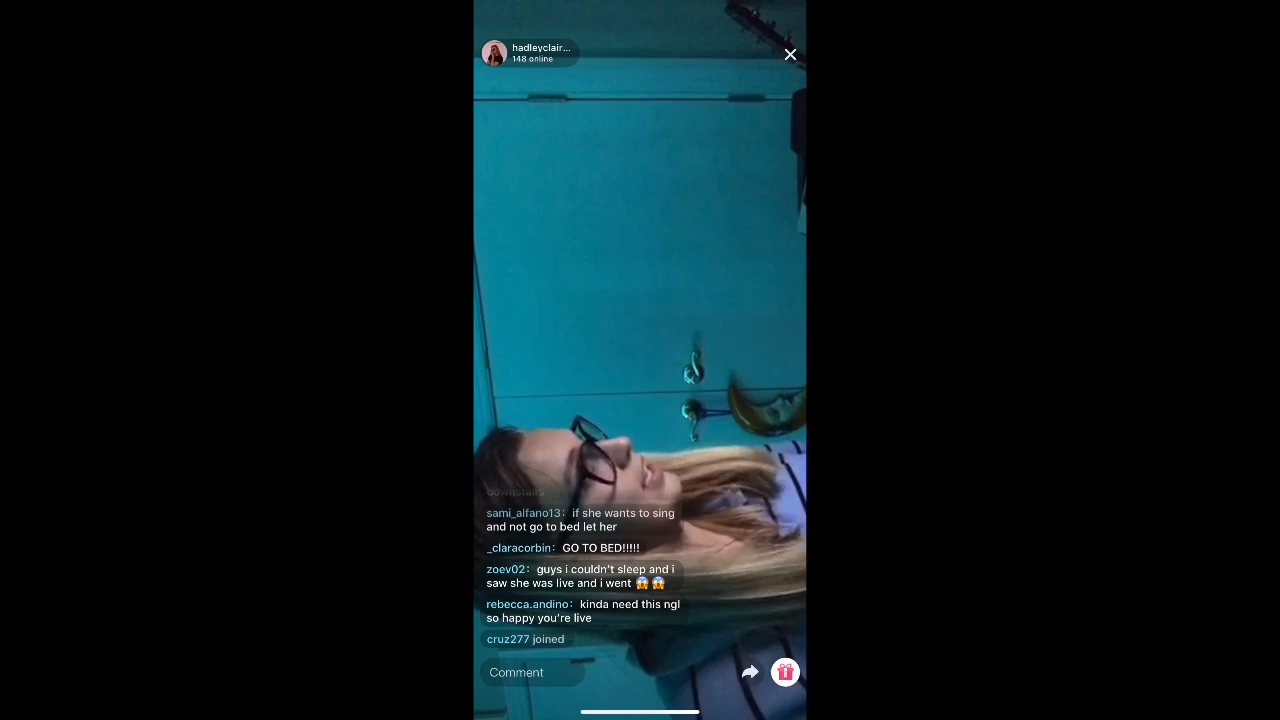 hadleyclair...
148 online
downstairs
sami_alfano13: if she wants to sing
and not go to bed let her
_claracorbin: GO TO BED!!!!!
zoev02: guys i couldn't sleep and i
saw she was live and i went 😱 😱
rebecca.andino: kinda need this ngl
so happy you're live
cruz277 joined
Comment